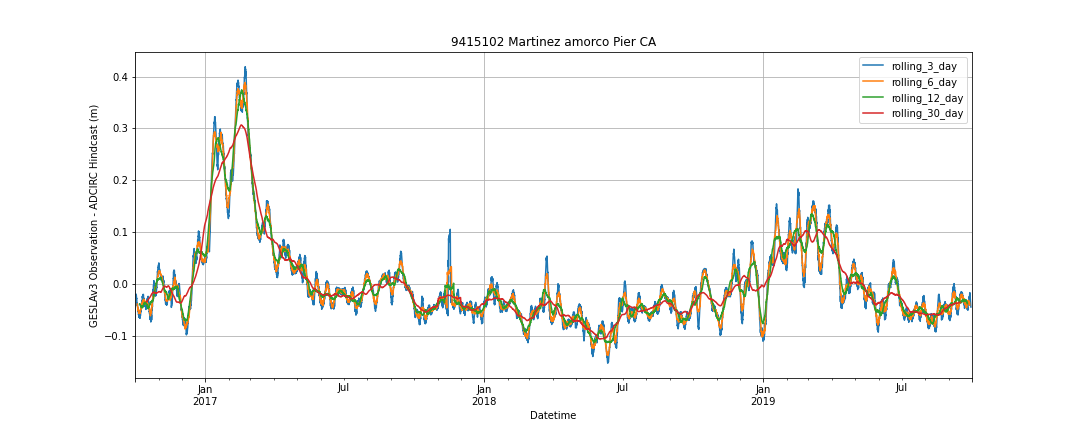 9415102 Martinez amorco Pier CA
GESLAv3 Observation - ADCIRC Hindcast (m)
0.4
0.3
0.2
0.1
0.0
−0.1
rolling_3_day
rolling_6_day
rolling_12_day
rolling_30_day
Jan
2017
Jul
Jan
2018
Jul
Jan
2019
Jul
Datetime